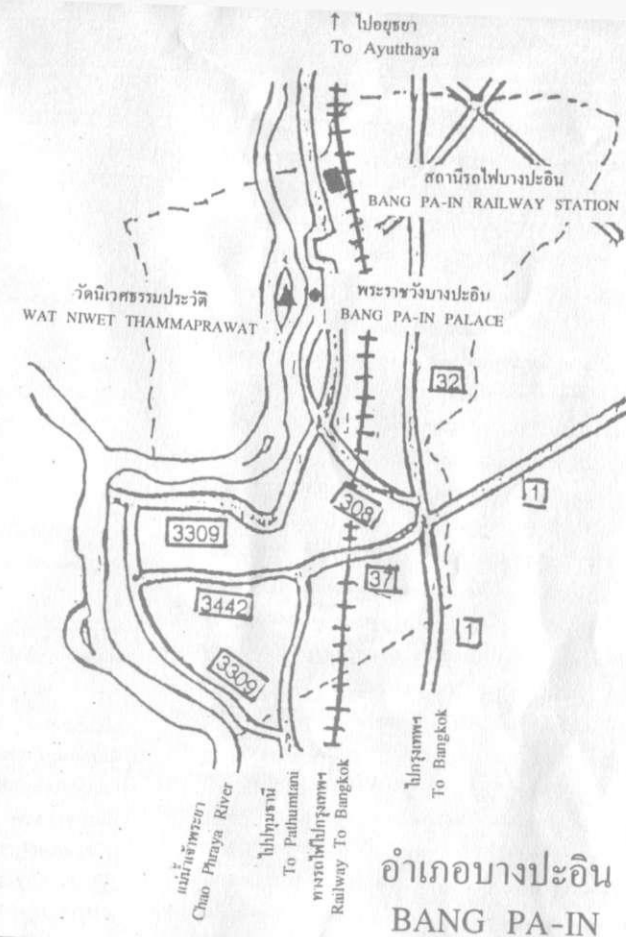 ↑ ไปอยุธยา
To Ayutthaya
สถานีรถไฟบางปะอิน
BANG PA-IN RAILWAY STATION
วัดนิเวศธรรมประวัติ
WAT NIWET THAMMAPRAWAT
พระราชวังบางปะอิน
BANG PA-IN PALACE
32
1
308
3309
37
3442
1
3309
แม่น้ำเจ้าพระยา
Chao Phraya River
ไปปทุมธานี
To Pathumtani
ทางรถไฟไปกรุงเทพฯ
Railway To Bangkok
ไปกรุงเทพฯ
To Bangkok
อำเภอบางปะอิน
BANG PA-IN